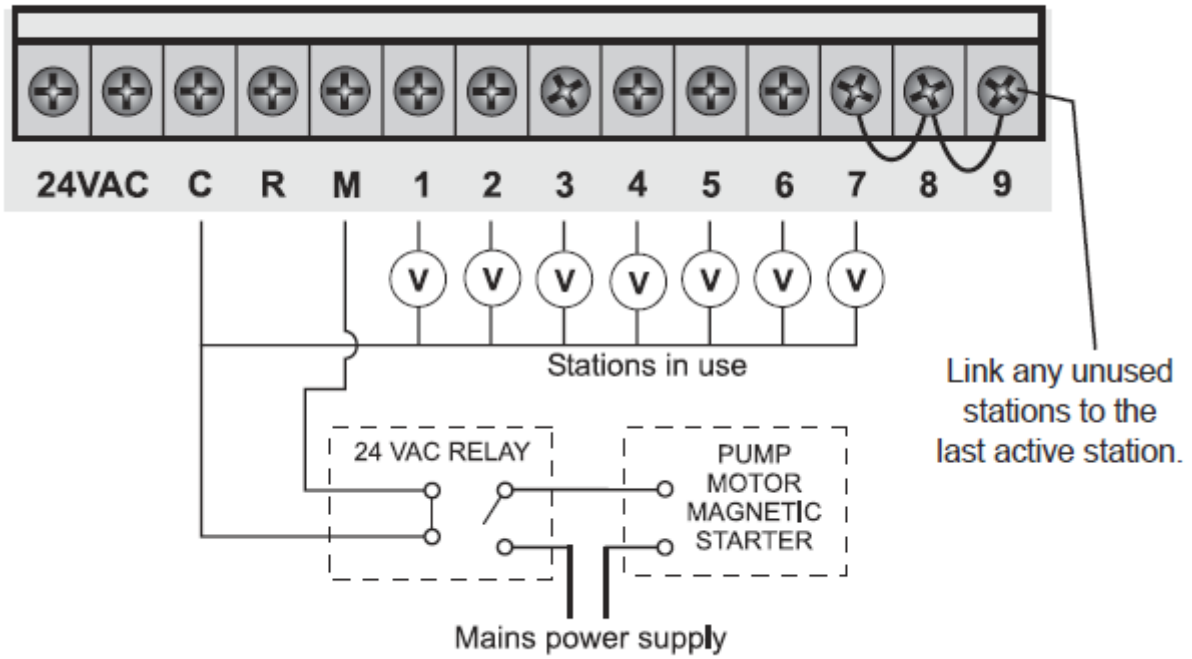 24VAC C R M 1 2 3 4 5 6 7 8 9
V V V V V V V
Stations in use
Link any unused
stations to the
last active station.
24 VAC RELAY
PUMP
MOTOR
MAGNETIC
STARTER
Mains power supply